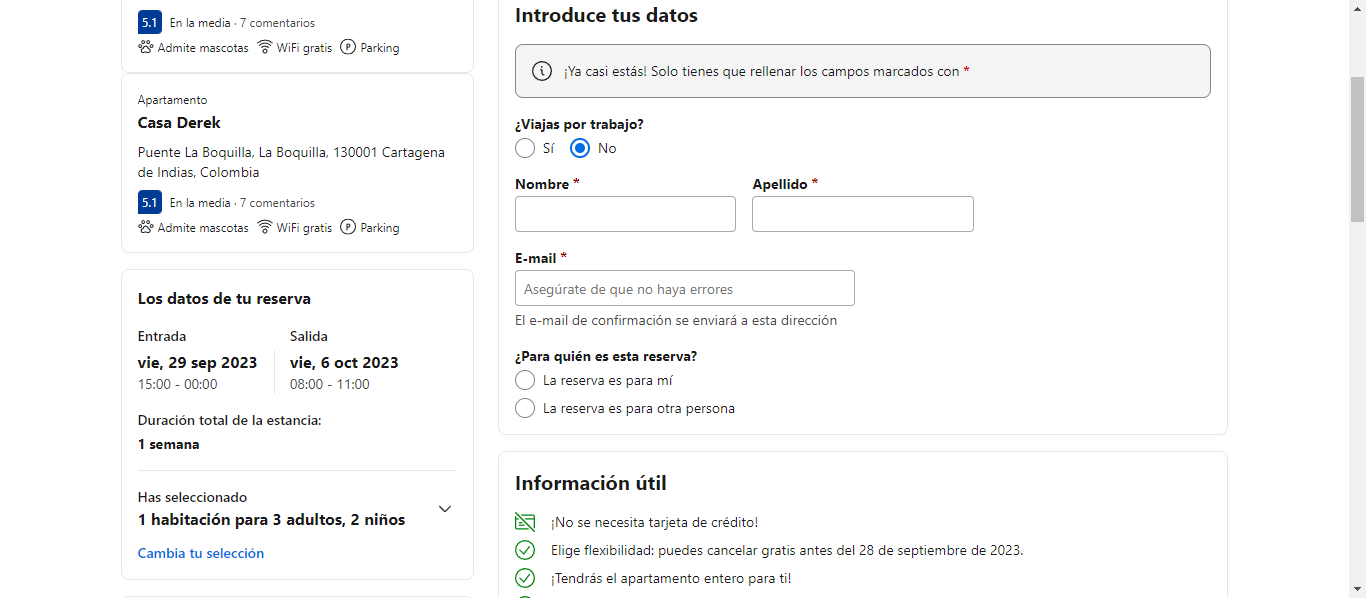 5.1 En la media · 7 comentarios
Admite mascotas WiFi gratis P Parking
Apartamento
Casa Derek
Puente La Boquilla, La Boquilla, 130001 Cartagena
de Indias, Colombia
5.1 En la media · 7 comentarios
Admite mascotas WiFi gratis P Parking
Los datos de tu reserva
Entrada
vie, 29 sep 2023
15:00 - 00:00
Salida
vie, 6 oct 2023
08:00 - 11:00
Duración total de la estancia:
1 semana
Has seleccionado
1 habitación para 3 adultos, 2 niños
Cambia tu selección
Introduce tus datos
¡Ya casi estás! Solo tienes que rellenar los campos marcados con *
¿Viajas por trabajo?
Sí No
Nombre * Apellido *
E-mail *
Asegúrate de que no haya errores
El e-mail de confirmación se enviará a esta dirección
¿Para quién es esta reserva?
La reserva es para mí
La reserva es para otra persona
Información útil
¡No se necesita tarjeta de crédito!
Elige flexibilidad: puedes cancelar gratis antes del 28 de septiembre de 2023.
¡Tendrás el apartamento entero para ti!